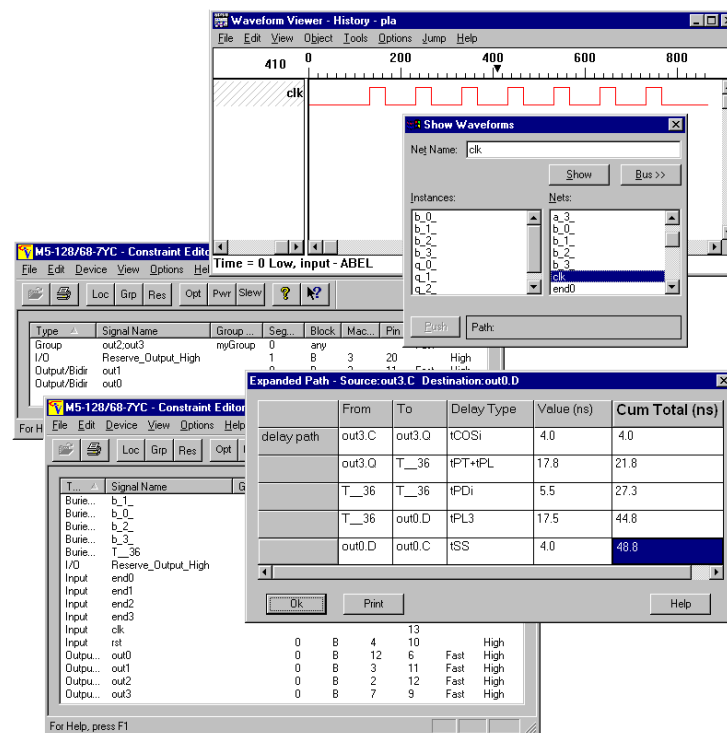 Waveform Viewer - History - pla
File Edit View Object Tools Options Jump Help
410 0 200 400 600 800
clk
Time = 0 Low, input - ABEL
Show Waveforms
Net Name: clk
Show Bus >>
Instances: Nets:
b_0_ a_3_
b_1_ b_0_
b_2_ b_1_
b_3_ b_2_
q_0_ b_3_
q_1_ clk
q_2_ end0
Push Path:
M5-128/68-7YC - Constraint Editor
File Edit Device View Options
Loc Grp Res Opt Pwr Slew
Type Signal Name Group ... Seg... Block Mac... Pin
Group out2;out3 myGroup 0 any
I/O Reserve_Output_High 1 B 3 20 High
Output/Bidir out1
Output/Bidir out0
M5-128/68-7YC - Constraint Editor
File Edit Device View Options Help
Loc Grp Res Opt
T... Signal Name
Burie... b_1_
Burie... b_0_
Burie... b_2_
Burie... b_3_
Burie... T__36
I/O Reserve_Output_High
Input end0
Input end1
Input end2
Input end3
Input clk 13
Input rst 0 B 4 10 High
Outpu... out0 0 B 12 6 Fast High
Outpu... out1 0 B 3 11 Fast High
Outpu... out2 0 B 2 12 Fast High
Outpu... out3 0 B 7 9 Fast High
For Help, press F1
Expanded Path - Source:out3.C Destination:out0.D
From To Delay Type Value (ns) Cum Total (ns)
delay path out3.C out3.Q tCOSi 4.0 4.0
out3.Q T__36 tPT+tPL 17.8 21.8
T__36 T__36 tPDi 5.5 27.3
T__36 out0.D tPL3 17.5 44.8
out0.D out0.C tSS 4.0 48.8
Ok Print Help